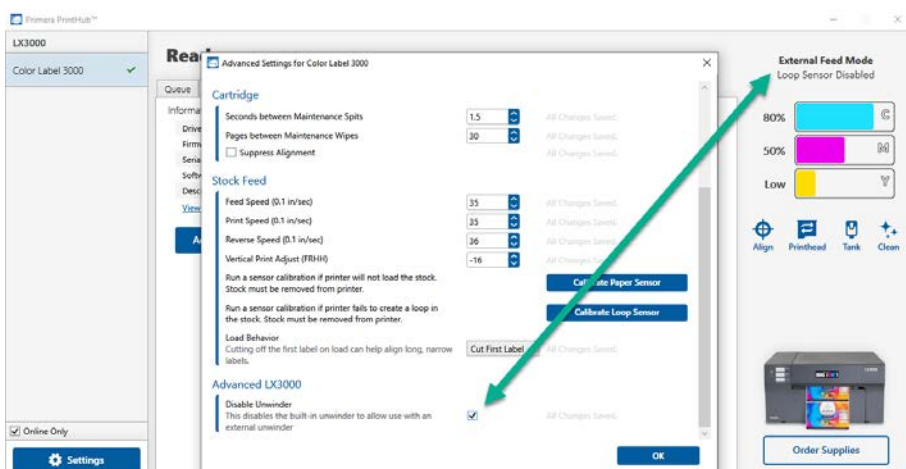 Primera PrintHub™
LX3000
Color Label 3000
Online Only
Settings
Rea
Queue
Informa
Drive
Firm
Seria
Softw
Desc
View
A
Advanced Settings for Color Label 3000
Cartridge
Seconds between Maintenance Spits 1.5 All Changes Saved.
Pages between Maintenance Wipes 30 All Changes Saved.
Suppress Alignment All Changes Saved.
Stock Feed
Feed Speed (0.1 in/sec) 35 All Changes Saved.
Print Speed (0.1 in/sec) 35 All Changes Saved.
Reverse Speed (0.1 in/sec) 36 All Changes Saved.
Vertical Print Adjust (FRHH) -16 All Changes Saved.
Run a sensor calibration if printer will not load the stock.
Stock must be removed from printer.
Calibrate Paper Sensor
Run a sensor calibration if printer fails to create a loop in
the stock. Stock must be removed from printer.
Calibrate Loop Sensor
Load Behavior
Cutting off the first label on load can help align long, narrow
labels.
Cut First Label All Changes Saved.
Advanced LX3000
Disable Unwinder
This disables the built-in unwinder to allow use with an
external unwinder
All Changes Saved.
OK
External Feed Mode
Loop Sensor Disabled
80% C
50% M
Low Y
Align Printhead Tank Clean
Order Supplies